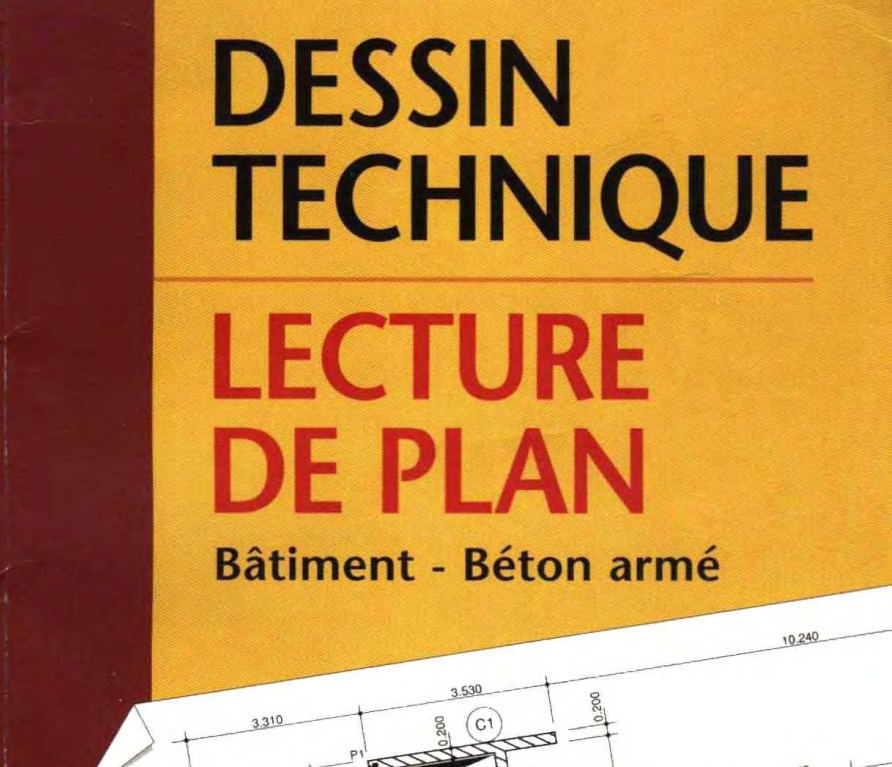 DESSIN
TECHNIQUE
LECTURE
DE PLAN
Bâtiment - Béton armé
10.240
3.530
3.310
0.200
C1
0.200
P1